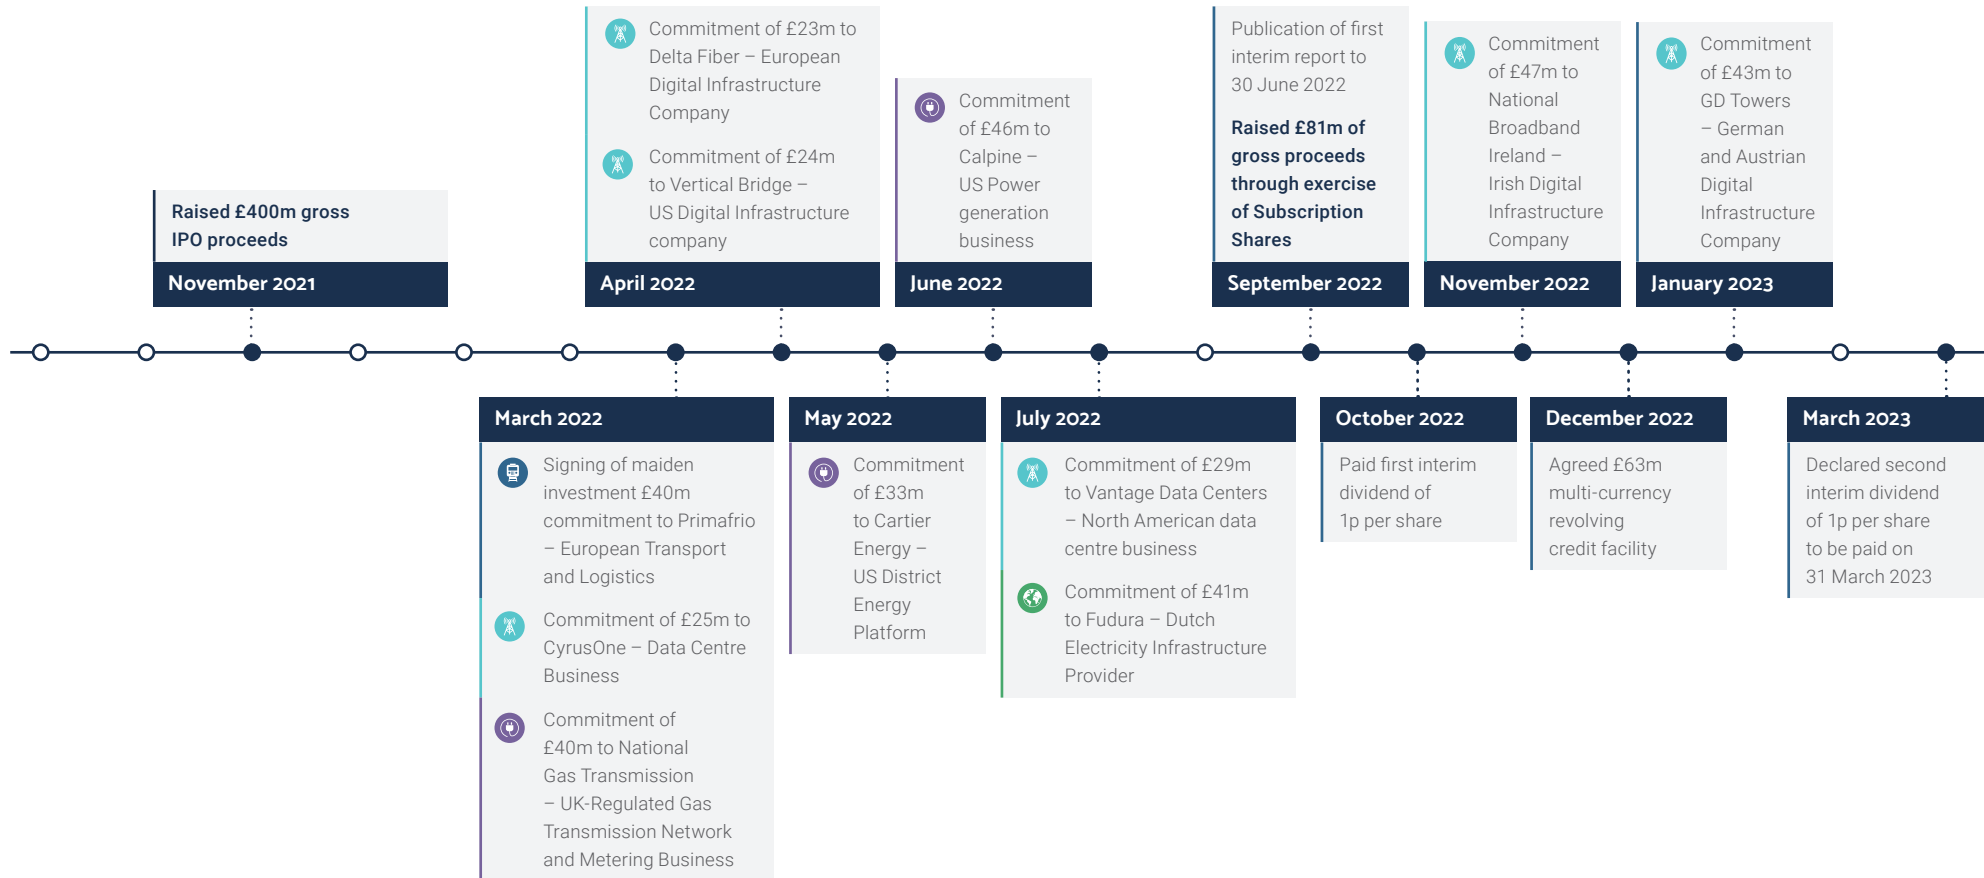 Raised £400m gross
IPO proceeds
November 2021
Signing of maiden
investment £40m
commitment to Primafrio
– European Transport
and Logistics
Commitment of £25m to
CyrusOne – Data Centre
Business
Commitment of
£40m to National
Gas Transmission
– UK-Regulated Gas
Transmission Network
and Metering Business
March 2022
Commitment of £23m to
Delta Fiber – European
Digital Infrastructure
Company
Commitment of £24m
to Vertical Bridge –
US Digital Infrastructure
company
April 2022
May 2022
Commitment
of £33m
to Cartier
Energy –
US District
Energy
Platform
Commitment
of £46m to
Calpine –
US Power
generation
business
June 2022
July 2022
Commitment of £29m
to Vantage Data Centers
– North American data
centre business
Commitment of £41m
to Fudura – Dutch
Electricity Infrastructure
Provider
Publication of first
interim report to
30 June 2022
Raised £81m of
gross proceeds
through exercise
of Subscription
Shares
September 2022
October 2022
Paid first interim
dividend of
1p per share
Commitment
of £47m to
National
Broadband
Ireland –
Irish Digital
Infrastructure
Company
November 2022
December 2022
Agreed £63m
multi-currency
revolving
credit facility
Commitment
of £43m to
GD Towers
– German
and Austrian
Digital
Infrastructure
Company
January 2023
March 2023
Declared second
interim dividend
of 1p per share
to be paid on
31 March 2023